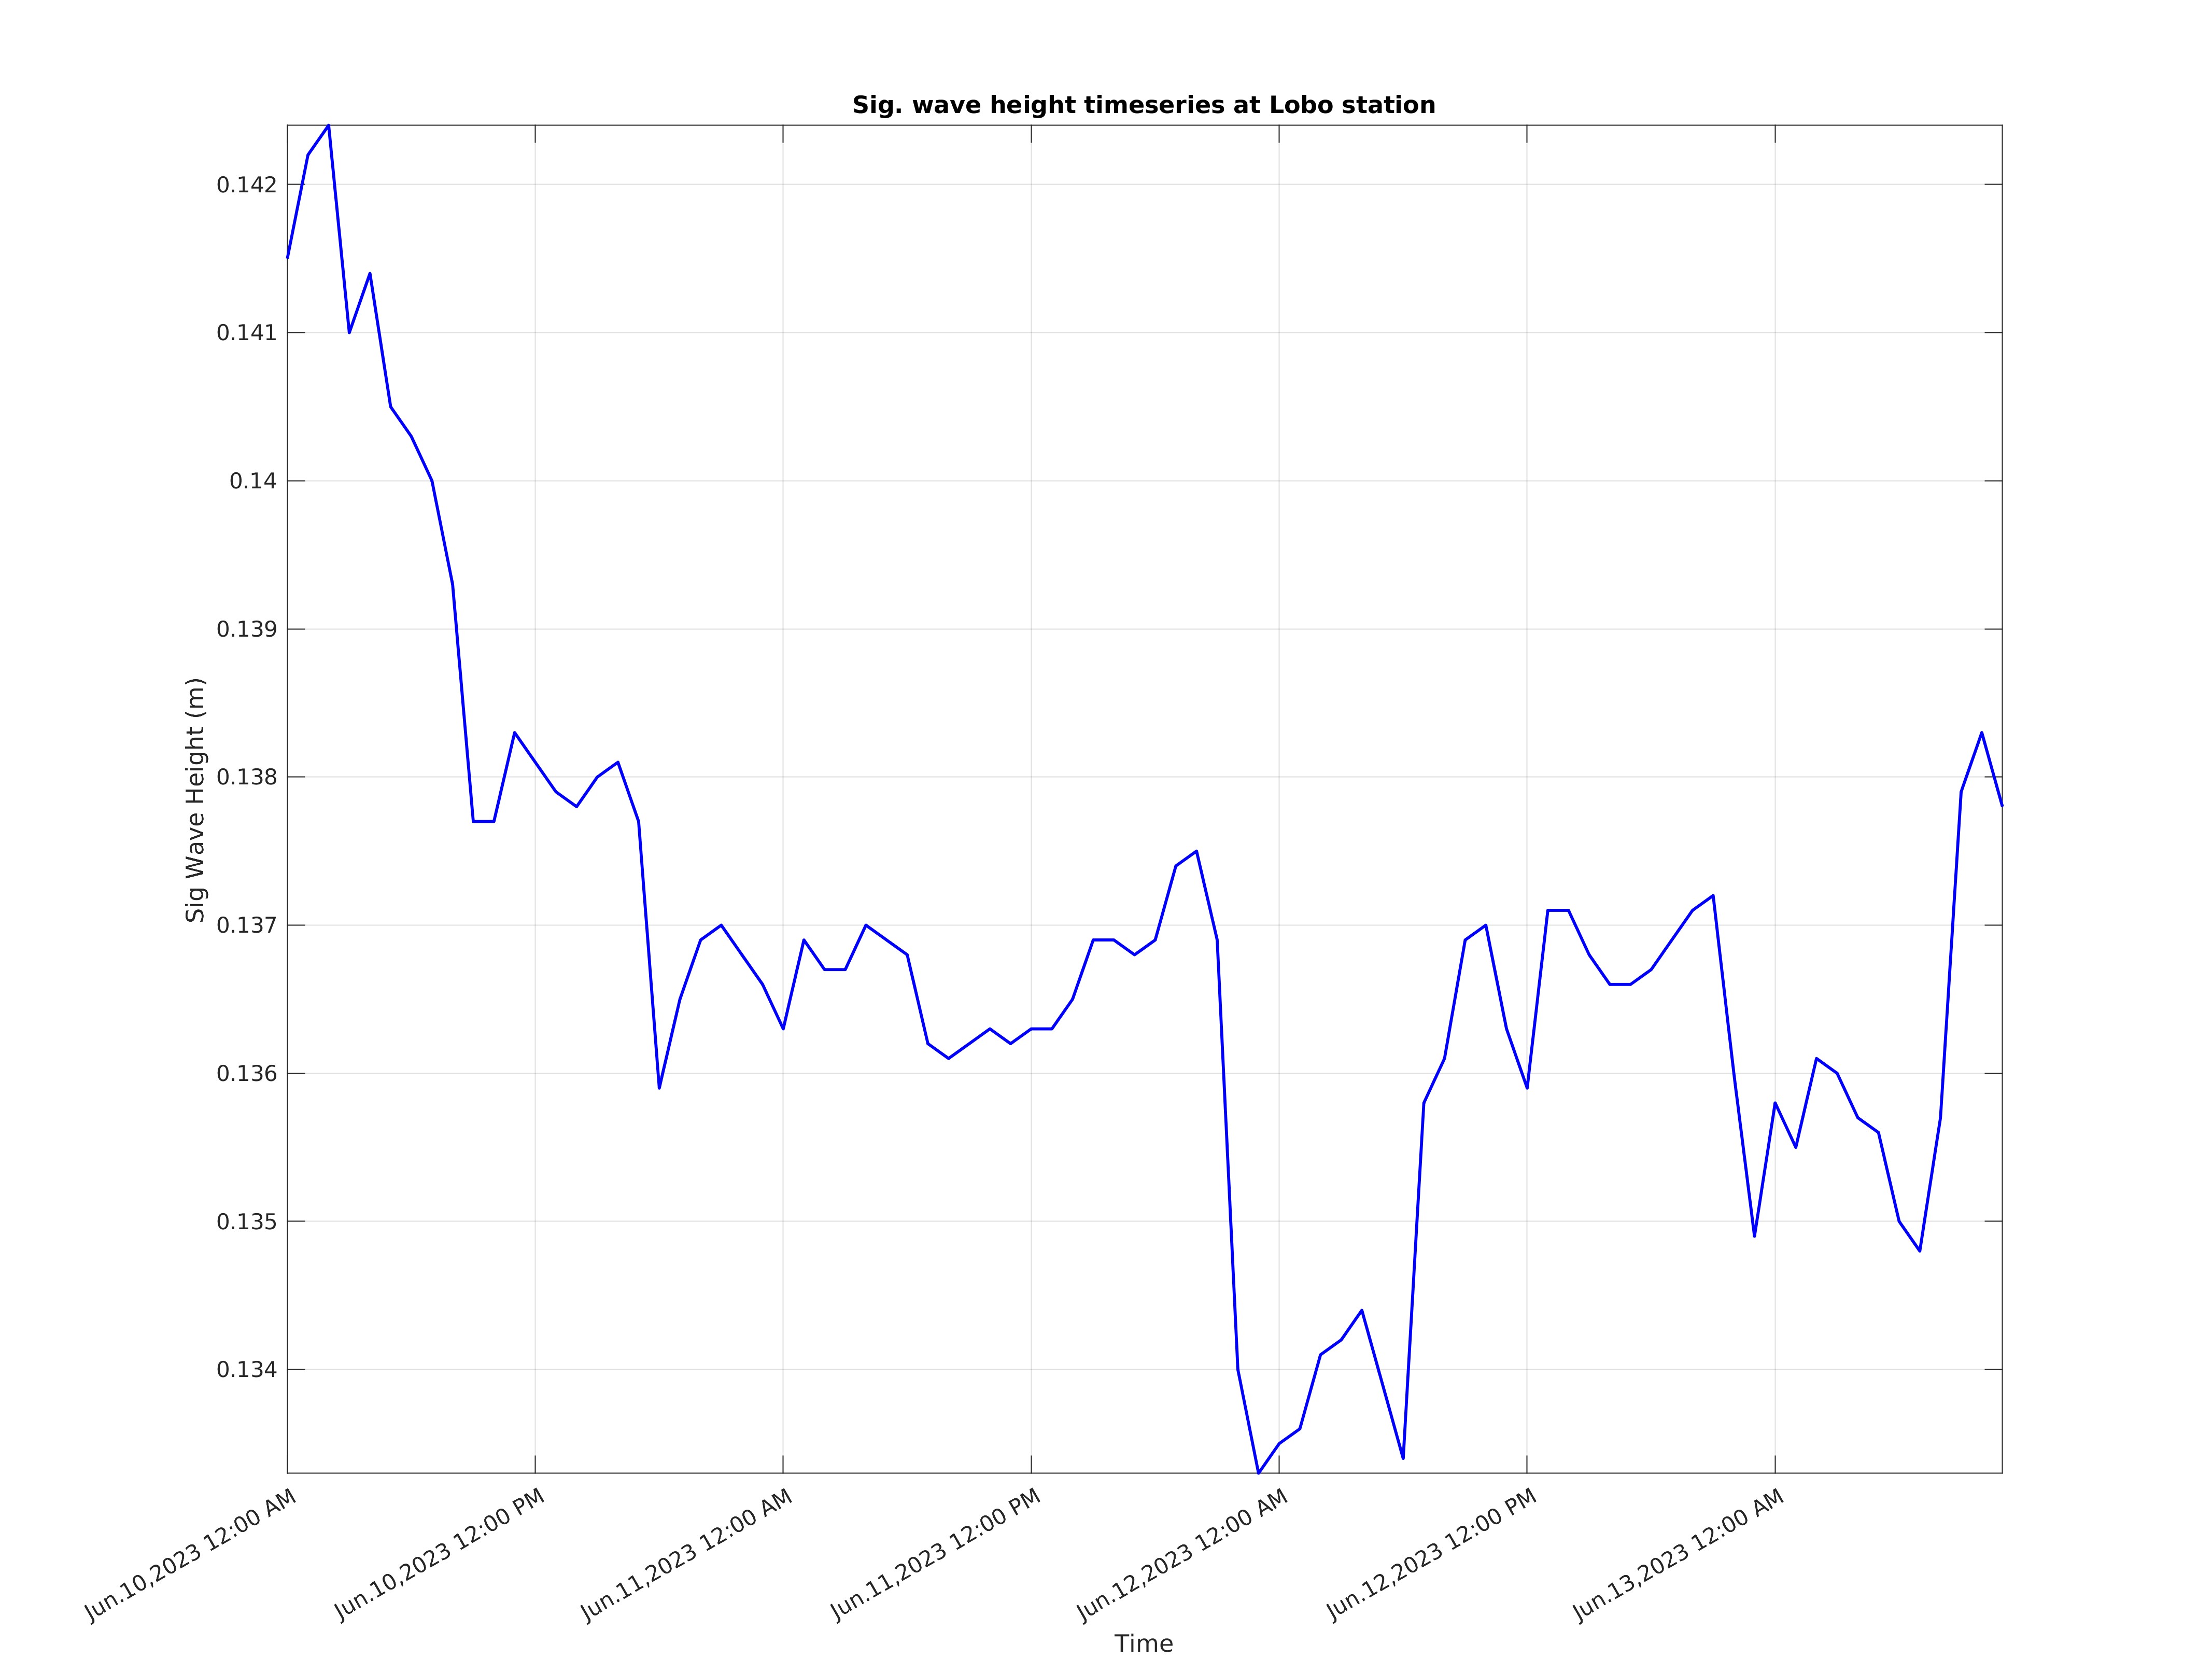 Sig. wave height timeseries at Lobo station
Sig Wave Height (m)
0.142
0.141
0.14
0.139
0.138
0.137
0.136
0.135
0.134
Jun.10,2023 12:00 AM
Jun.10,2023 12:00 PM
Jun.11,2023 12:00 AM
Jun.11,2023 12:00 PM
Jun.12,2023 12:00 AM
Jun.12,2023 12:00 PM
Jun.13,2023 12:00 AM
Time